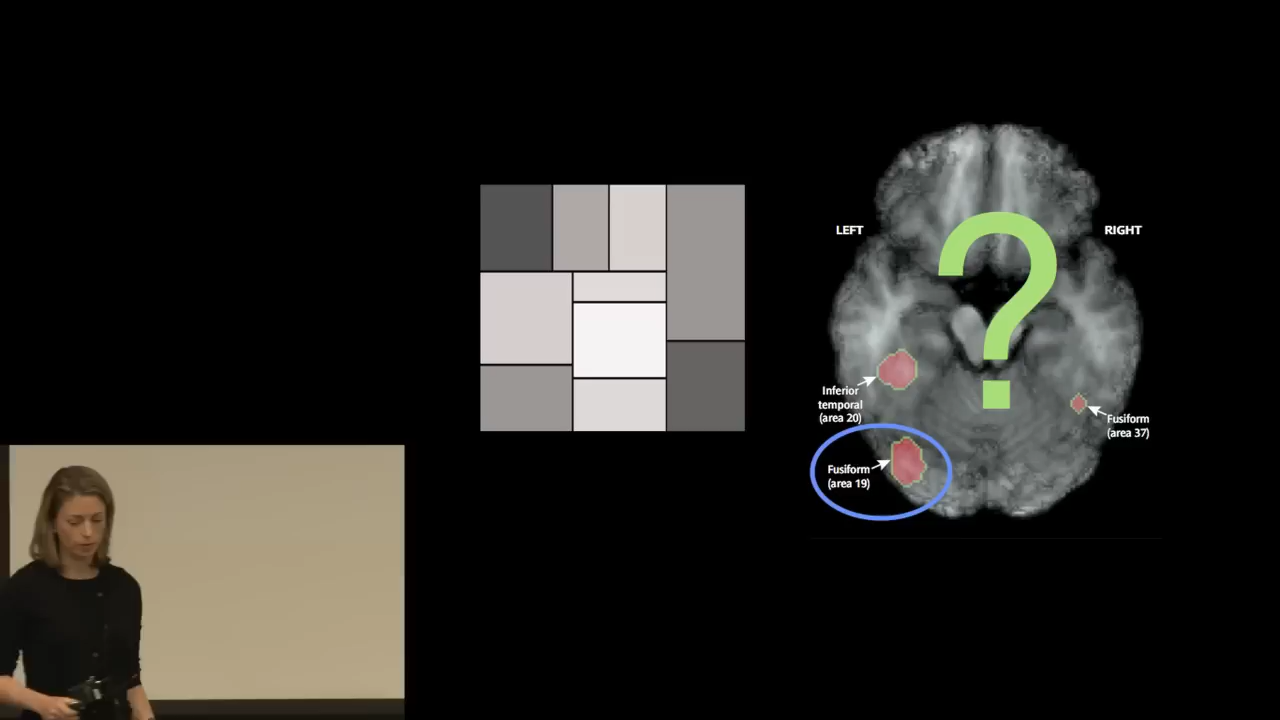 LEFT
RIGHT
?
Inferior
temporal
(area 20)
Fusiform
(area 37)
Fusiform
(area 19)